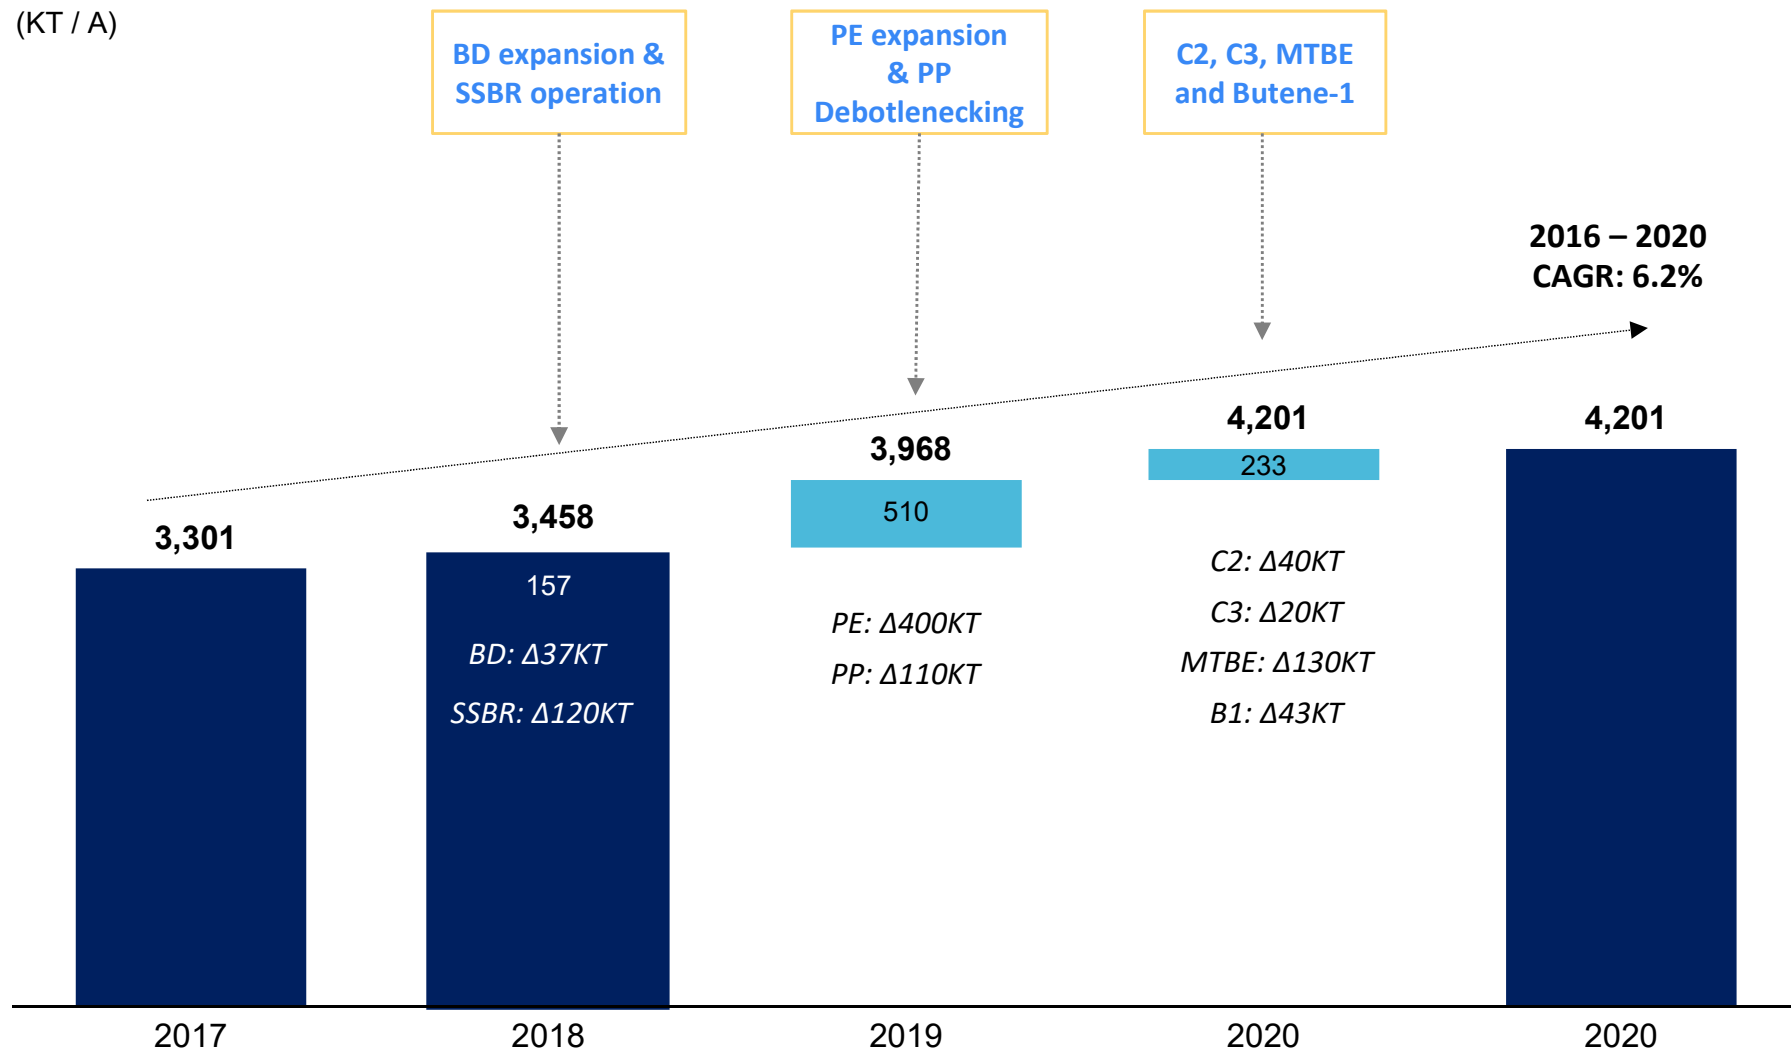 (KT / A)
BD expansion &
SSBR operation
PE expansion
& PP
Debotlenecking
C2, C3, MTBE
and Butene-1
2016 – 2020
CAGR: 6.2%
3,301
3,458
3,968
4,201
4,201
157
BD: Δ37KT
SSBR: Δ120KT
510
PE: Δ400KT
PP: Δ110KT
233
C2: Δ40KT
C3: Δ20KT
MTBE: Δ130KT
B1: Δ43KT
2017
2018
2019
2020
2020